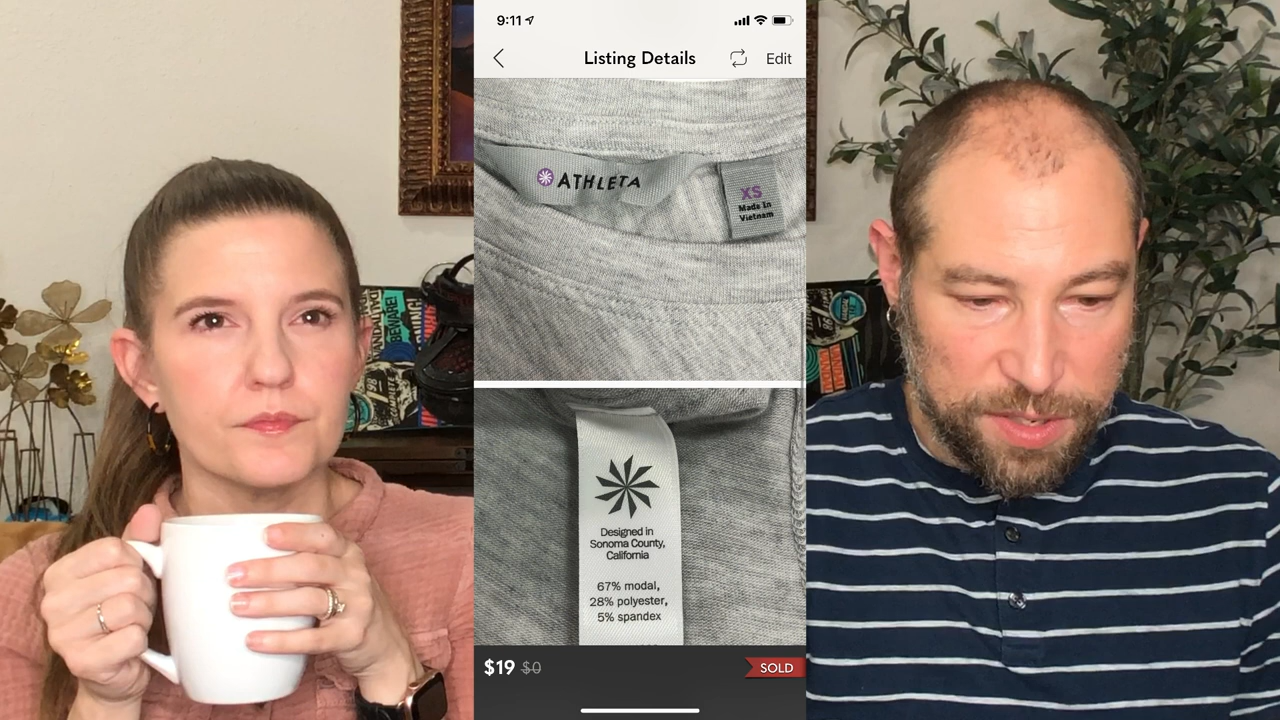 9:11
Listing Details
Edit
ATHLETA
XS
Made In
Vietnam
Designed in
Sonoma County,
California
67% modal,
28% polyester,
5% spandex
$19 $0
SOLD
BEWARE!